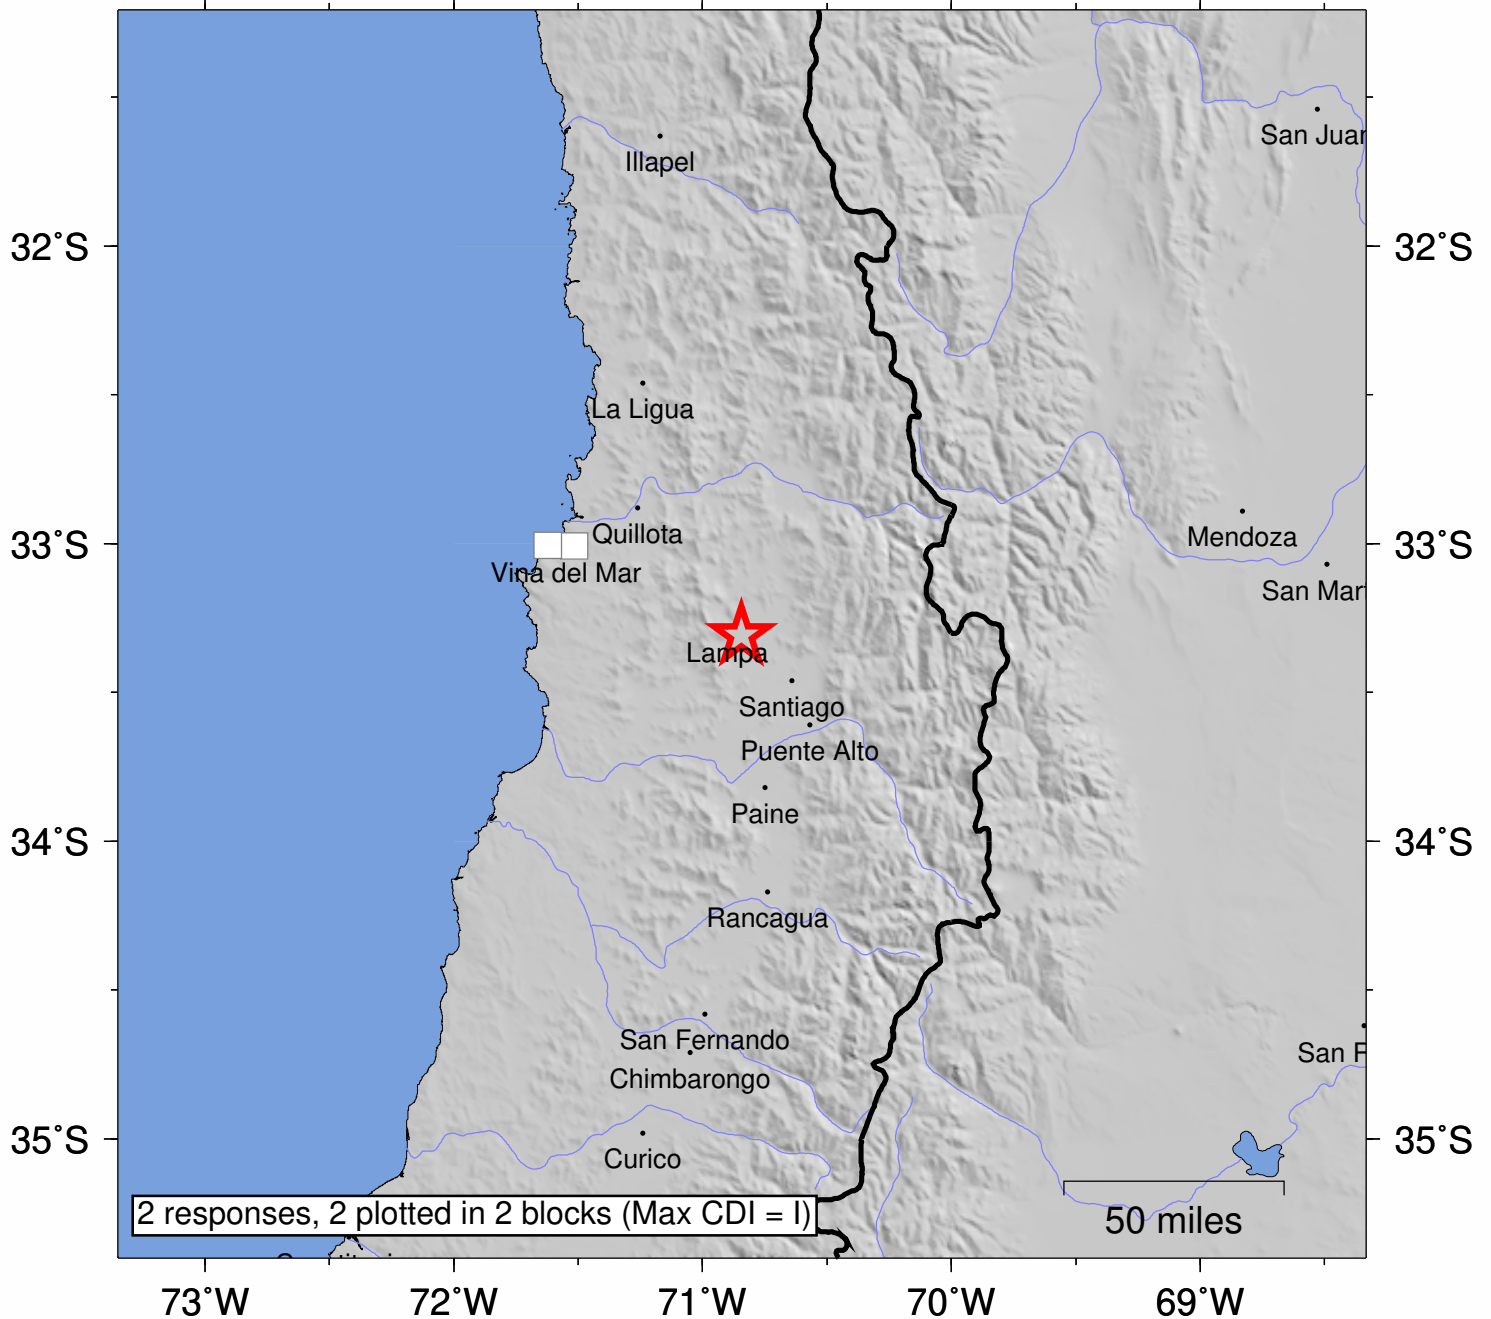 San Juar
Illapel
32°S
32°S
La Ligua
Quillota
Mendoza
33°S
33°S
Vina del Mar
San Mar
Lampa
Santiago
Puente Alto
Paine
34°S
34°S
Rancagua
San Fernando
San F
Chimbarongo
35°S
35°S
Curico
2 responses, 2 plotted in 2 blocks (Max CDI = I)
50 miles
73°W
72°W
71°W
70°W
69°W